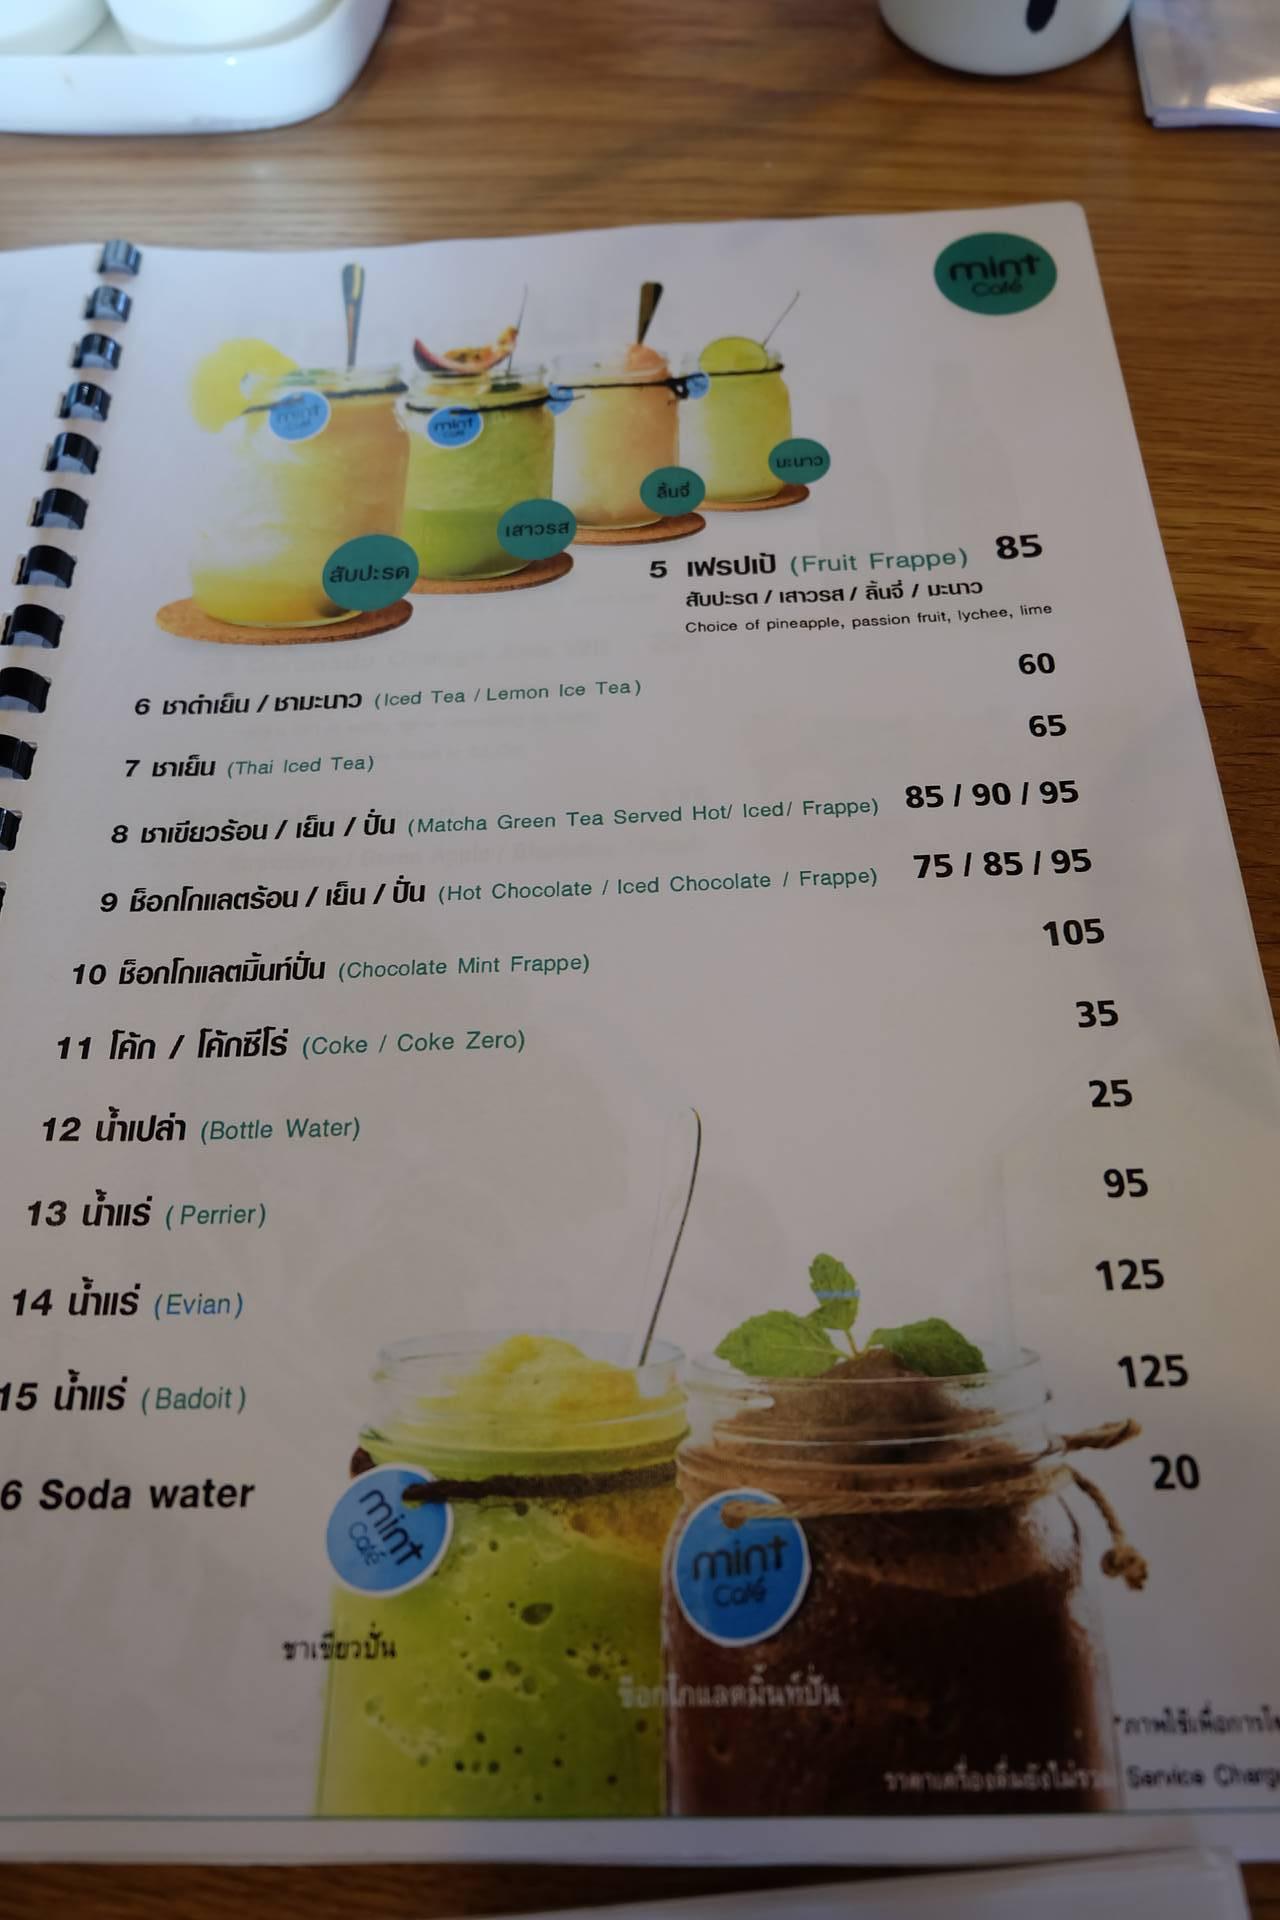 mint
Café
mint
Café
mint
Café
มะนาว
ลิ้นจี่
เสาวรส
สับปะรด
5 เฟรปเป้ (Fruit Frappe) 85
สับปะรด / เสาวรส / ลิ้นจี่ / มะนาว
Choice of pineapple, passion fruit, lychee, lime
6 ชาดำเย็น / ชามะนาว (Iced Tea / Lemon Ice Tea) 60
7 ชาเย็น (Thai Iced Tea) 65
8 ชาเขียวร้อน / เย็น / ปั่น (Matcha Green Tea Served Hot/ Iced/ Frappe) 85 / 90 / 95
9 ช็อกโกแลตร้อน / เย็น / ปั่น (Hot Chocolate / Iced Chocolate / Frappe) 75 / 85 / 95
10 ช็อกโกแลตมิ้นท์ปั่น (Chocolate Mint Frappe) 105
11 โค้ก / โค้กซีโร่ (Coke / Coke Zero) 35
12 น้ำเปล่า (Bottle Water) 25
13 น้ำแร่ (Perrier) 95
14 น้ำแร่ (Evian) 125
15 น้ำแร่ (Badoit) 125
6 Soda water 20
mint
Café
mint
Café
ชาเขียวปั่น
ช็อกโกแลตมิ้นท์ปั่น
*ภาพใช้เพื่อการ
ราคาเครื่องดื่มยังไม่รวม Service Charg